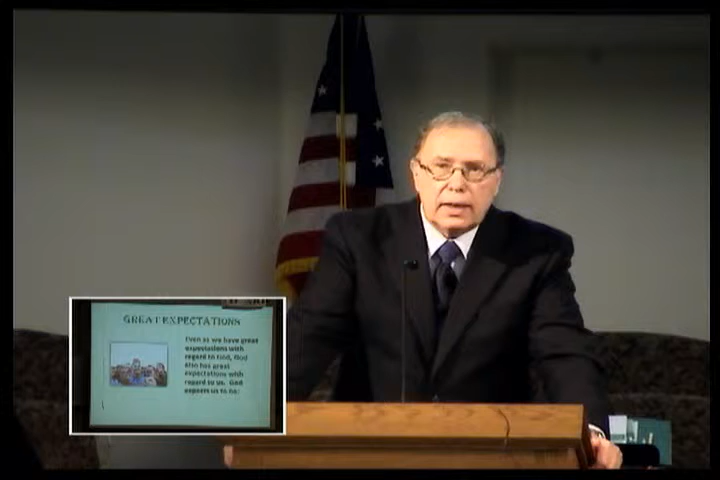 GREAT EXPECTATIONS
Even as we have great
expectations with
regard to God, God
Also has great
expectations with
regard to us. God
expects us to be: